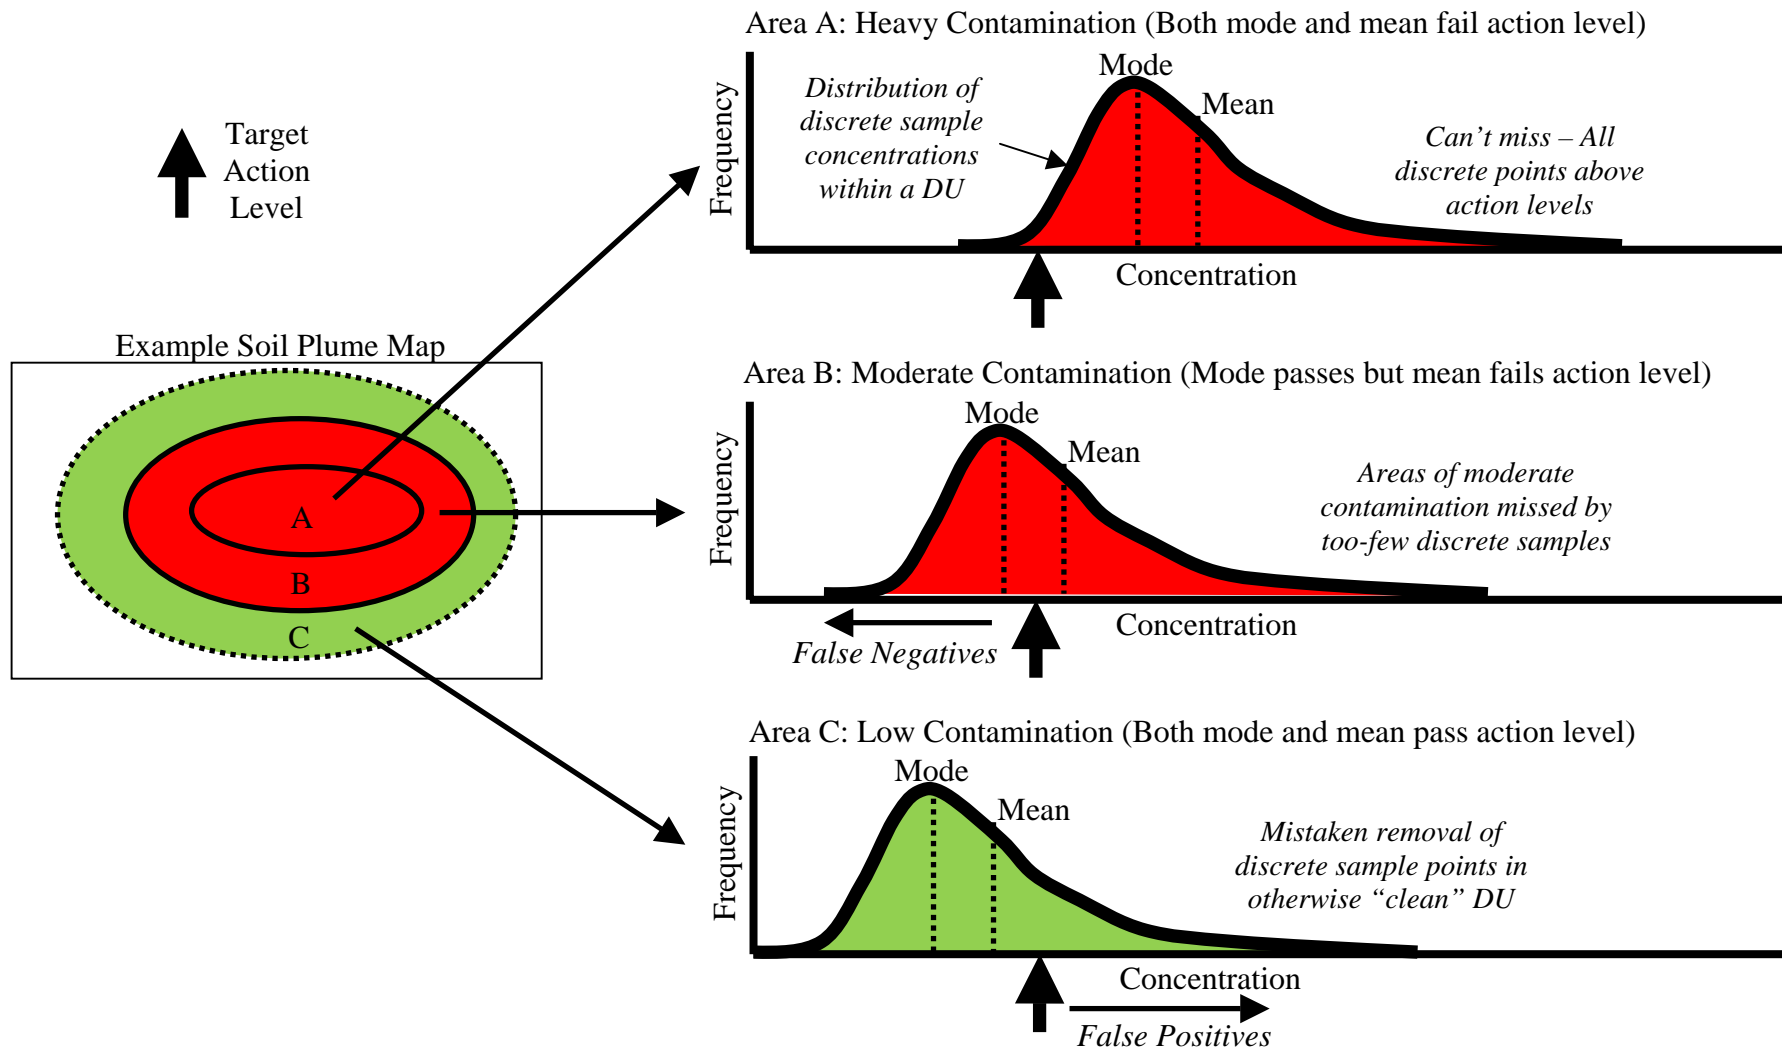 Target
Action
Level
Example Soil Plume Map
A
B
C
Area A: Heavy Contamination (Both mode and mean fail action level)
Frequency
Distribution of
discrete sample
concentrations
within a DU
Mode
Mean
Can’t miss – All
discrete points above
action levels
Concentration
Area B: Moderate Contamination (Mode passes but mean fails action level)
Frequency
Mode
Mean
Areas of moderate
contamination missed by
too-few discrete samples
Concentration
False Negatives
Area C: Low Contamination (Both mode and mean pass action level)
Frequency
Mode
Mean
Mistaken removal of
discrete sample points in
otherwise “clean” DU
Concentration
False Positives